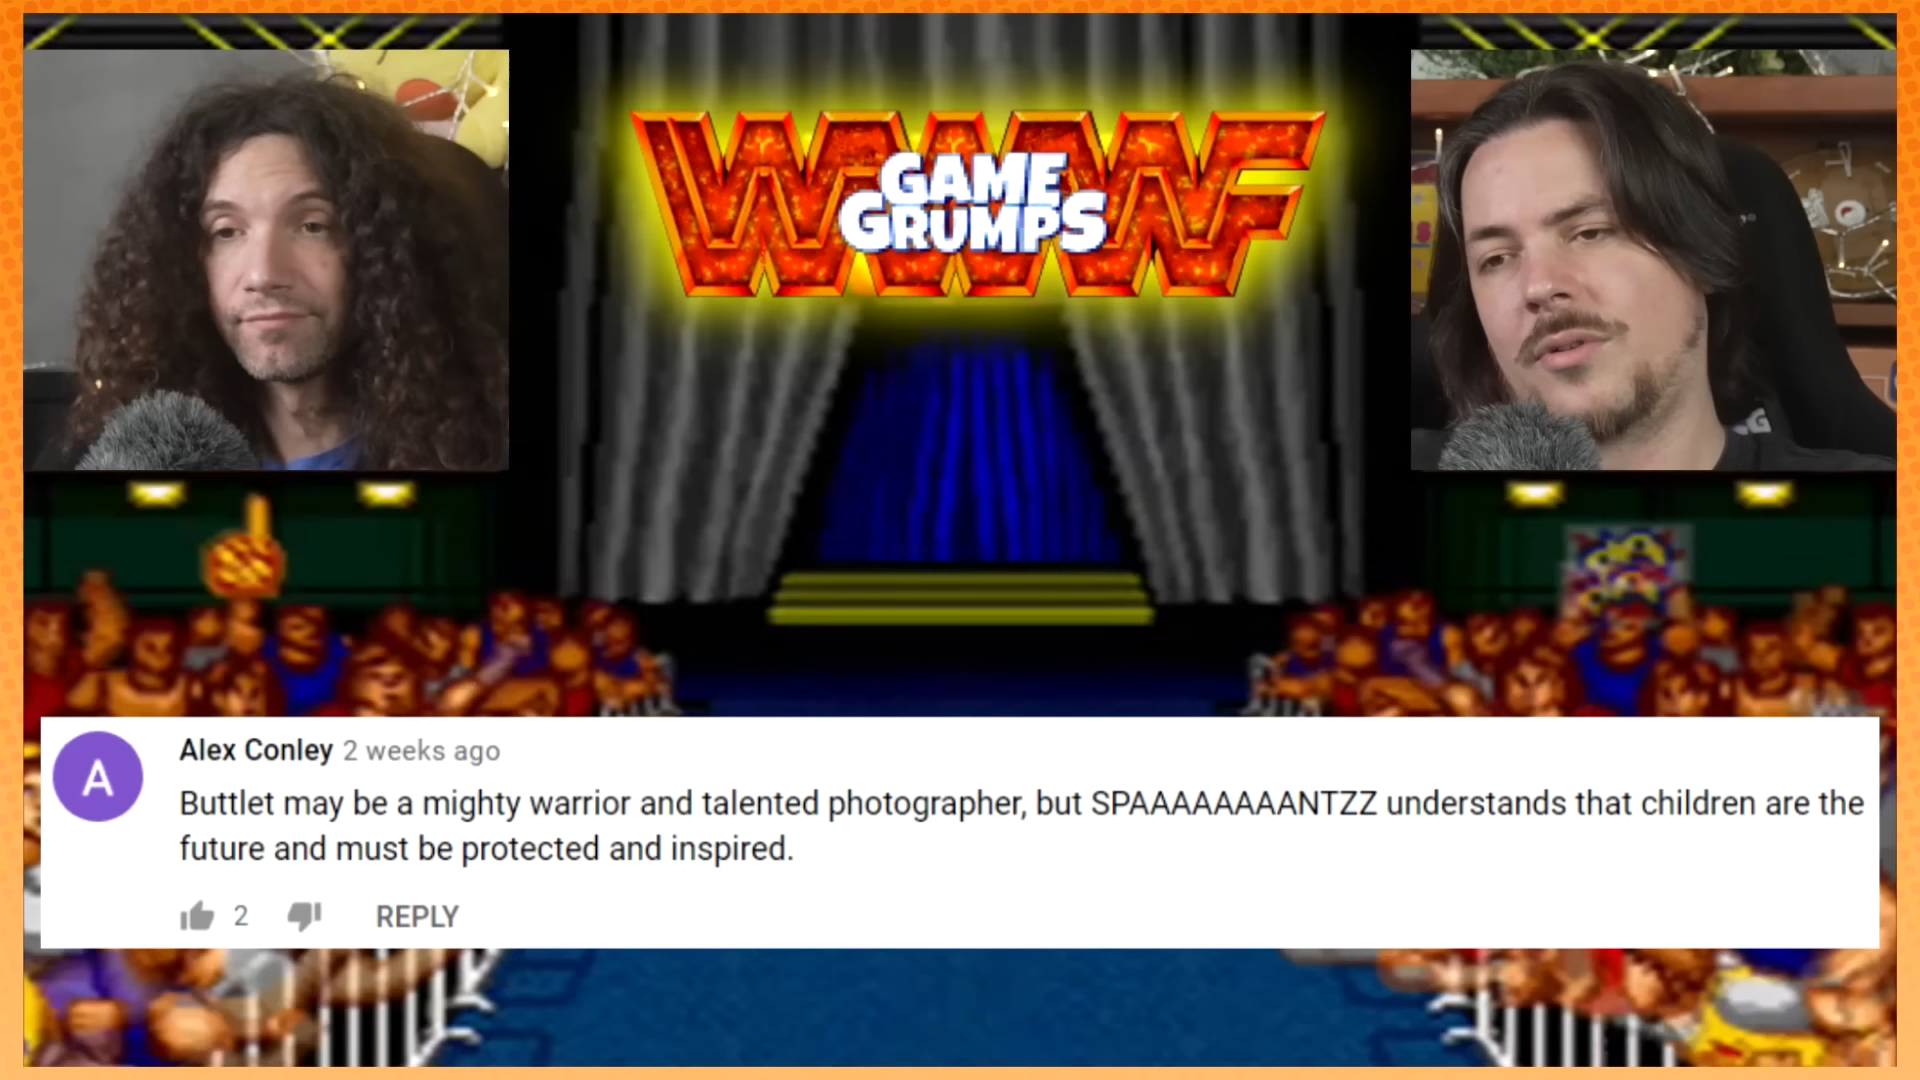 WWWF
GAME
GRUMPS
A
Alex Conley 2 weeks ago
Buttlet may be a mighty warrior and talented photographer, but SPAAAAAAAANTZZ understands that children are the
future and must be protected and inspired.
2 REPLY